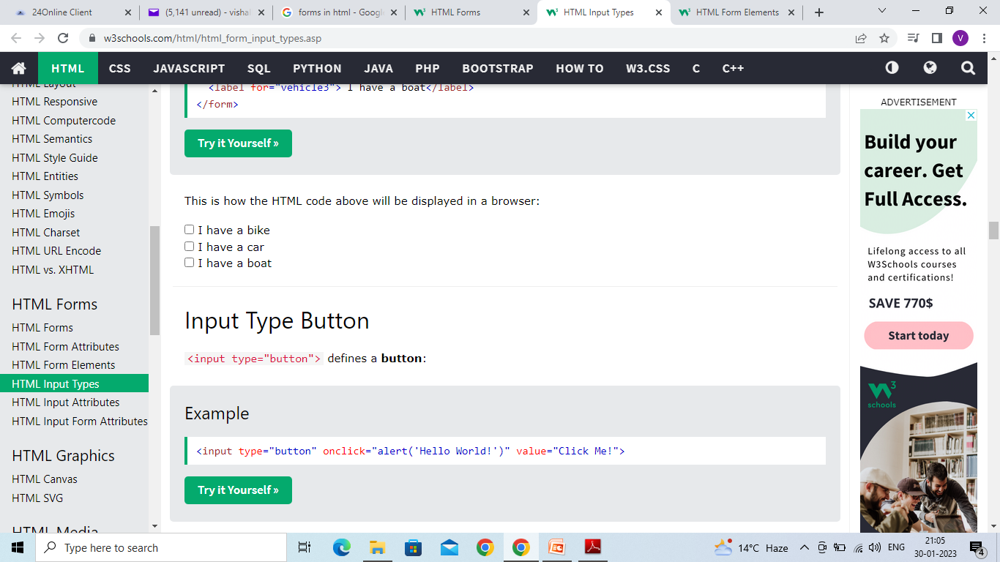 24Online Client
(5,141 unread) - visha
forms in html - Googl
HTML Forms
HTML Input Types
HTML Form Elements
w3schools.com/html/html_form_input_types.asp
V
HTML
CSS
JAVASCRIPT
SQL
PYTHON
JAVA
PHP
BOOTSTRAP
HOW TO
W3.CSS
C
C++
HTML Layout
HTML Responsive
HTML Computercode
HTML Semantics
HTML Style Guide
HTML Entities
HTML Symbols
HTML Emojis
HTML Charset
HTML URL Encode
HTML vs. XHTML
HTML Forms
HTML Forms
HTML Form Attributes
HTML Form Elements
HTML Input Types
HTML Input Attributes
HTML Input Form Attributes
HTML Graphics
HTML Canvas
HTML SVG
HTML Media
<label for="vehicle3"> I have a boat</label>
</form>
Try it Yourself »
This is how the HTML code above will be displayed in a browser:
I have a bike
I have a car
I have a boat
Input Type Button
<input type="button"> defines a button:
Example
<input type="button" onclick="alert('Hello World!')" value="Click Me!">
Try it Yourself »
ADVERTISEMENT
Build your
career. Get
Full Access.
Lifelong access to all
W3Schools courses
and certifications!
SAVE 770$
Start today
W3
schools
Type here to search
14°C Haze
ENG
21:05
30-01-2023
4